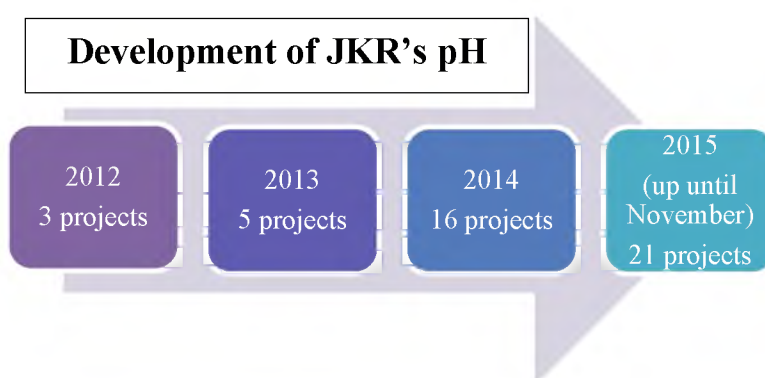 Development of JKR's pH
2012
3 projects
2013
5 projects
2014
16 projects
2015
(up until
November)
21 projects